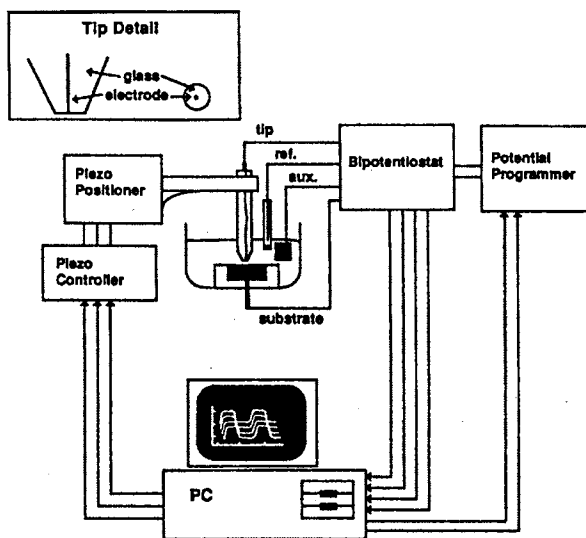 Tip Detail
glass
electrode
tip
ref.
aux.
Piezo
Positioner
Bipotentiostat
Potential
Programmer
Piezo
Controller
substrate
PC